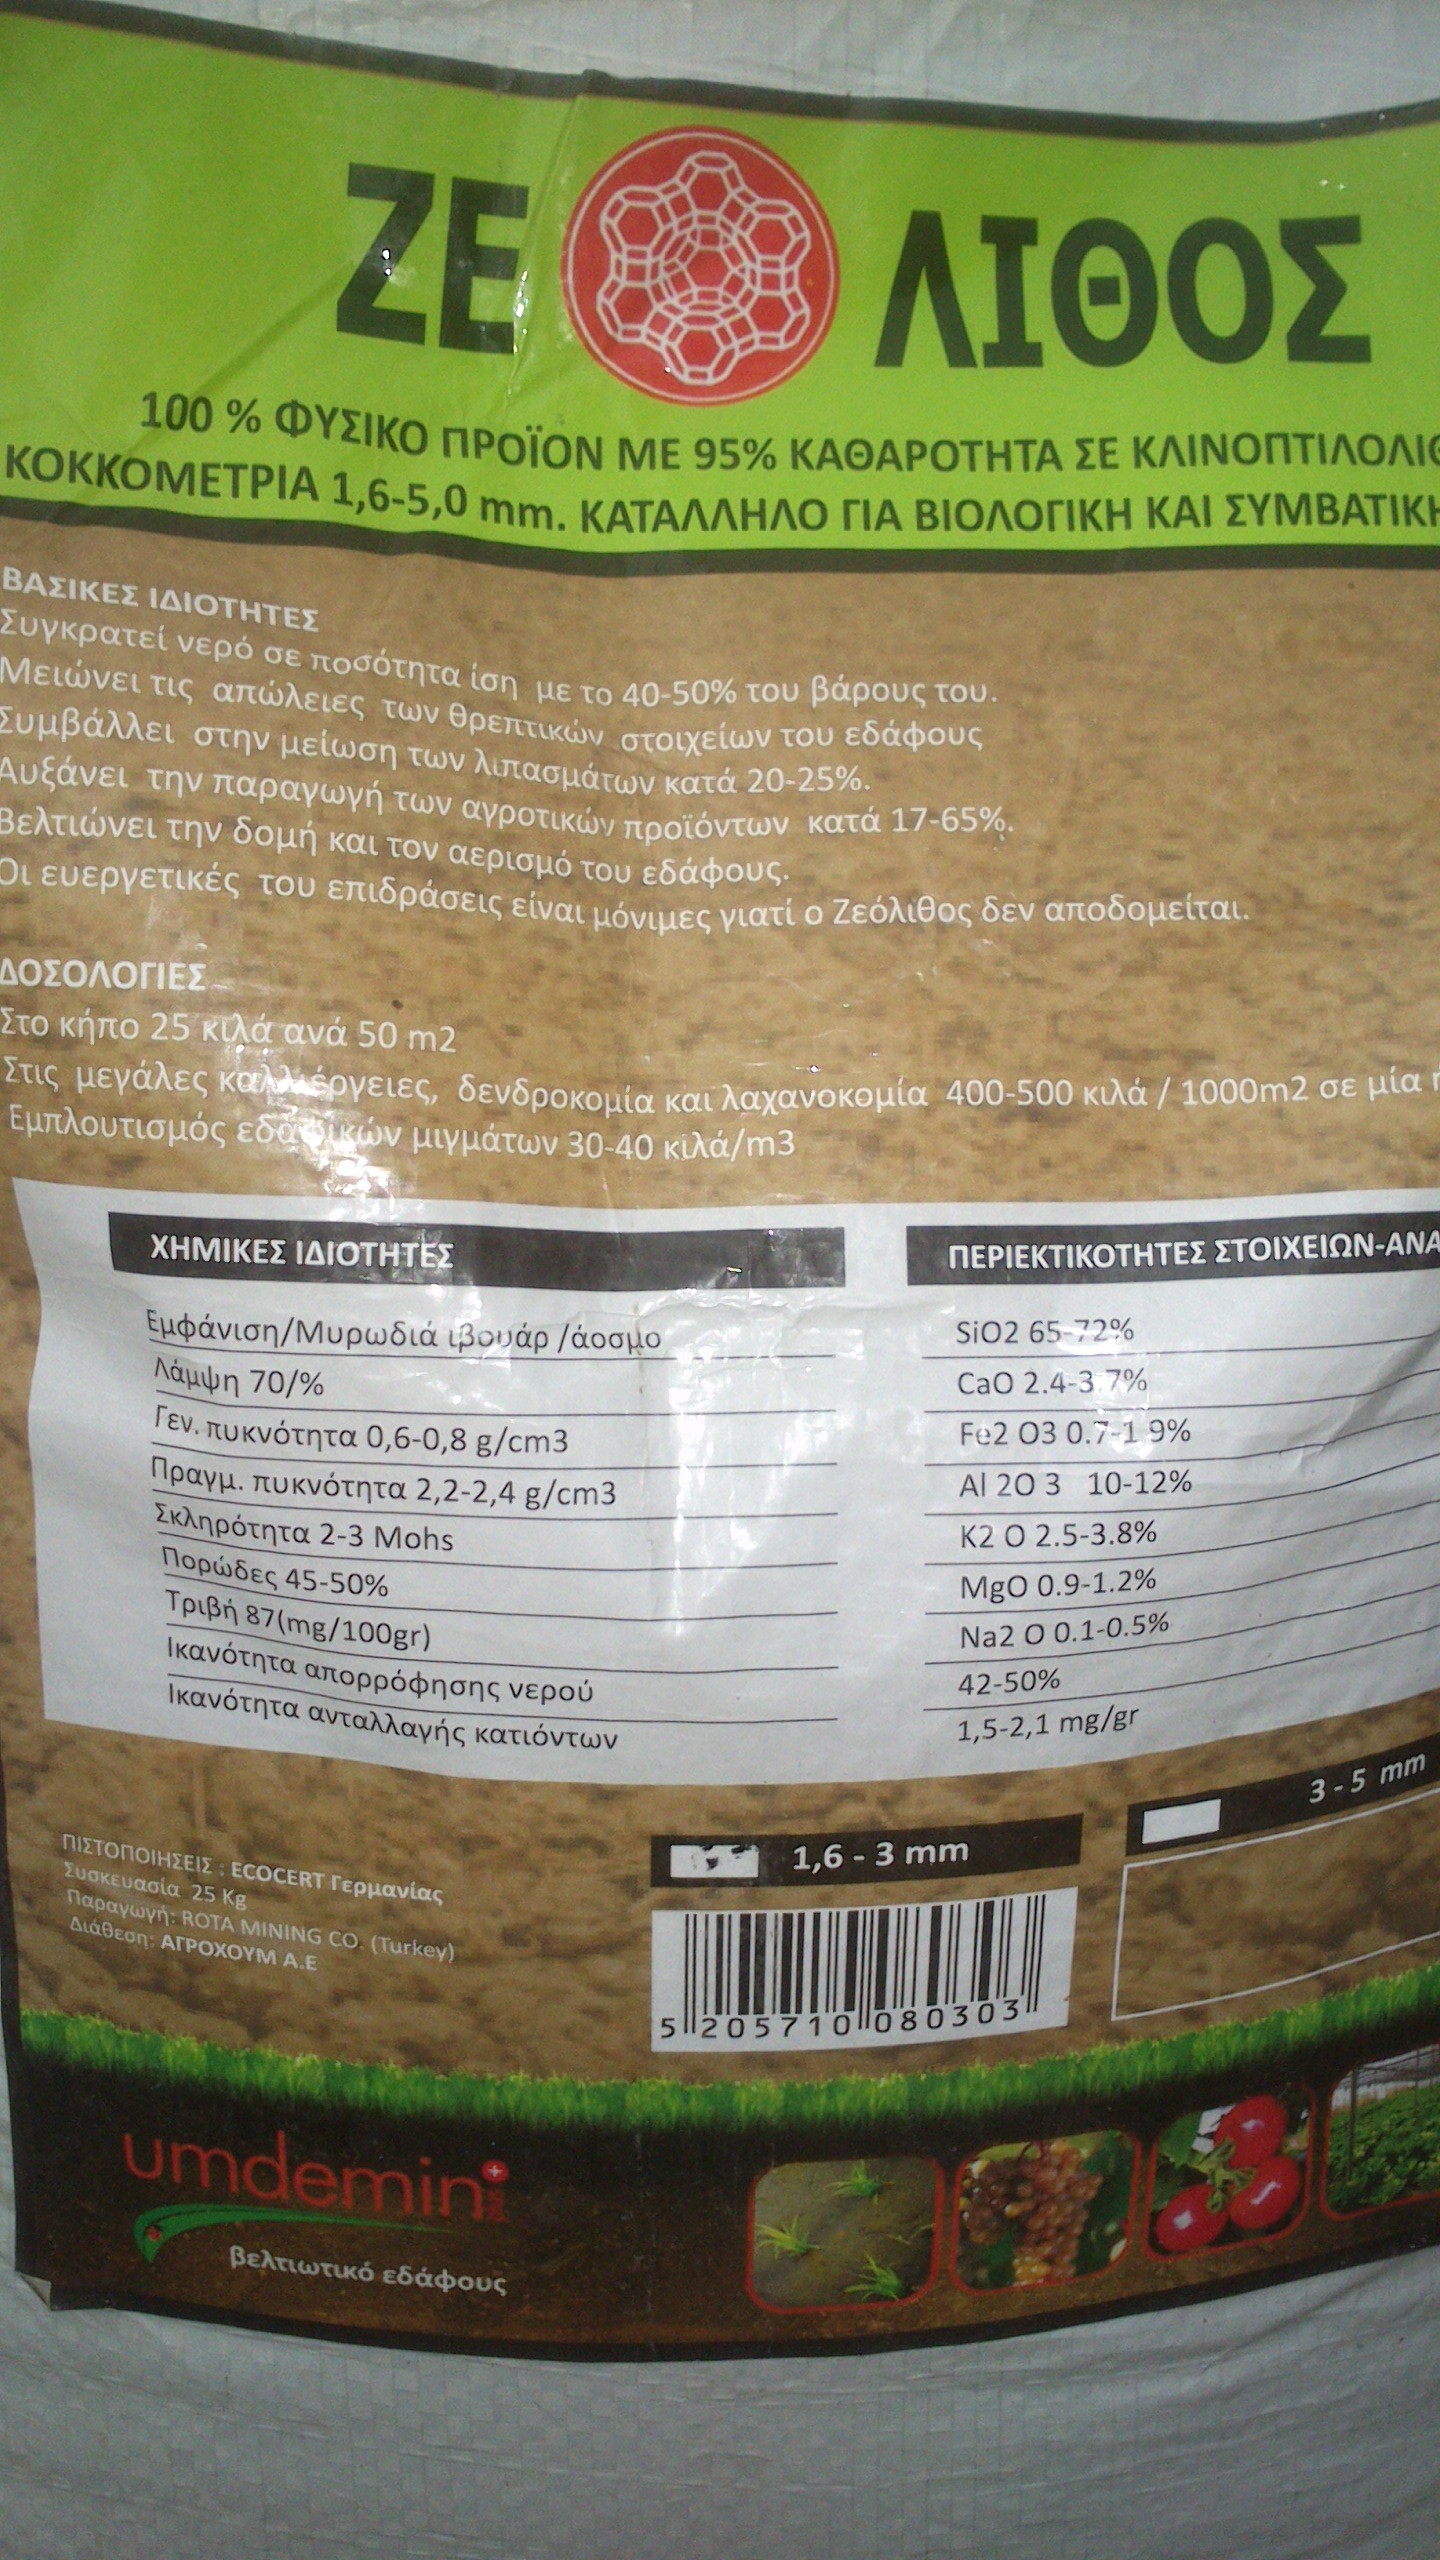 ΖΕ ΛΙΘΟΣ
100 % ΦΥΣΙΚΟ ΠΡΟΪΟΝ ΜΕ 95% ΚΑΘΑΡΟΤΗΤΑ ΣΕ
ΚΟΚΚΟΜΕΤΡΙΑ 1,6-5,0 mm. ΚΑΤΑΛΛΗΛΟ ΓΙΑ ΒΙΟΛΟΓΙΚΗ ΚΑΙ
ΒΑΣΙΚΕΣ ΙΔΙΟΤΗΤΕΣ
Συγκρατεί νερό σε ποσότητα ίση με το 40-50% του βάρους του.
Μειώνει τις απώλειες των θρεπτικών στοιχείων του εδάφους
Συμβάλλει στην μείωση των λιπασμάτων κατά 20-25%.
Αυξάνει την παραγωγή των αγροτικών προϊόντων κατά 17-65%.
Βελτιώνει την δομή και τον αερισμό του εδάφους.
Οι ευεργετικές του επιδράσεις είναι μόνιμες γιατί ο Ζεόλιθος δεν αποδομείται.
ΔΟΣΟΛΟΓΙΕΣ
Στο κήπο 25 κιλά ανά 50 m2
Στις μεγάλες καλλιέργειες, δενδροκομία και λαχανοκομία 400-500 κιλά / 1000m2 σε μία
Εμπλουτισμός εδαφικών μιγμάτων 30-40 κιλά/m3
ΧΗΜΙΚΕΣ ΙΔΙΟΤΗΤΕΣ
Εμφάνιση/Μυρωδιά ιβουάρ /άοσμο
Λάμψη 70/%
Γεν. πυκνότητα 0,6-0,8 g/cm3
Πραγμ. πυκνότητα 2,2-2,4 g/cm3
Σκληρότητα 2-3 Mohs
Πορώδες 45-50%
Τριβή 87(mg/100gr)
Ικανότητα απορρόφησης νερού
Ικανότητα ανταλλαγής κατιόντων
ΠΕΡΙΕΚΤΙΚΟΤΗΤΕΣ ΣΤΟΙΧΕΙΩΝ-
SiO2 65-72%
CaO 2.4-3.7%
Fe2 O3 0.7-1.9%
Al 2O 3 10-12%
K2 O 2.5-3.8%
MgO 0.9-1.2%
Na2 O 0.1-0.5%
42-50%
1,5-2,1 mg/gr
1,6 - 3 mm
3 - 5 mm
ΠΙΣΤΟΠΟΙΗΣΕΙΣ : ECOCERT Γερμανίας
Συσκευασία 25 Kg
Παραγωγή: ROTA MINING CO. (Turkey)
Διάθεση: ΑΓΡΟΧΟΥΜ Α.Ε
5 205710 080303
umdemin
βελτιωτικό εδάφους